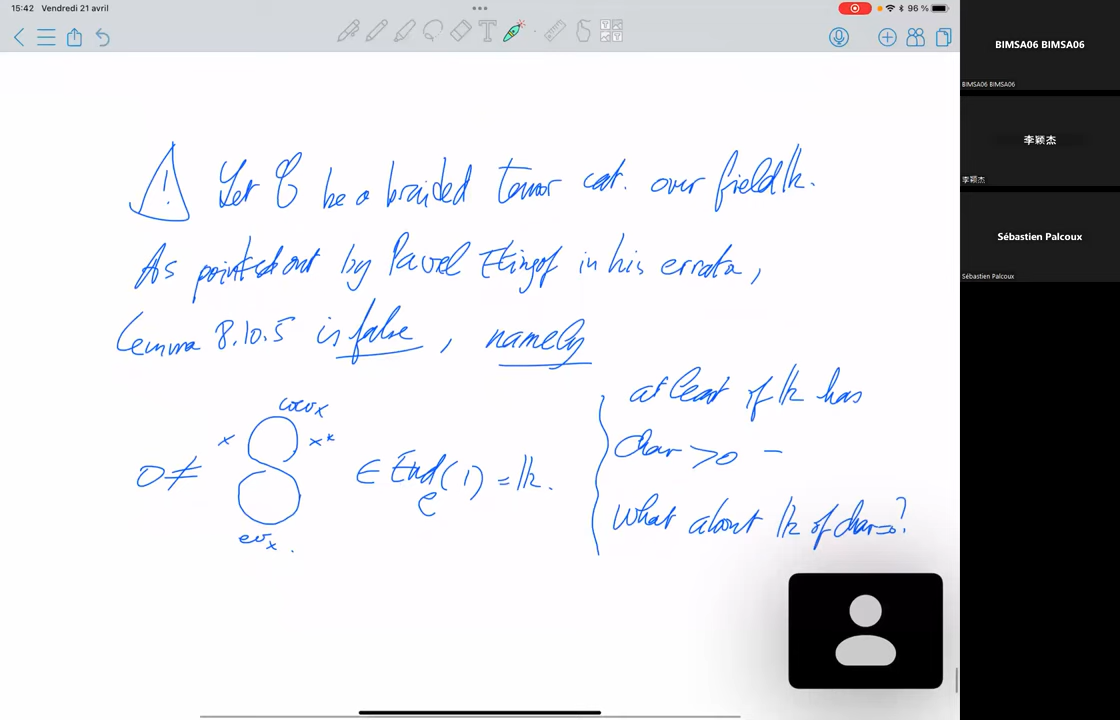 15:42 Vendredi 21 avril
96 %
⚠ Let C be a braided tensor cat. over field k.
As pointed out by Pavel Etingof in his errata,
Lemma 8.10.5 is false, namely
0 ≠
coev_X
X
X*
ev_X
∈ End_C(1) = k.
at least if k has
char > 0 –
What about k of char=0?
BIMSA06 BIMSA06
BIMSA06 BIMSA06
李颖杰
李颖杰
Sébastien Palcoux
Sébastien Palcoux